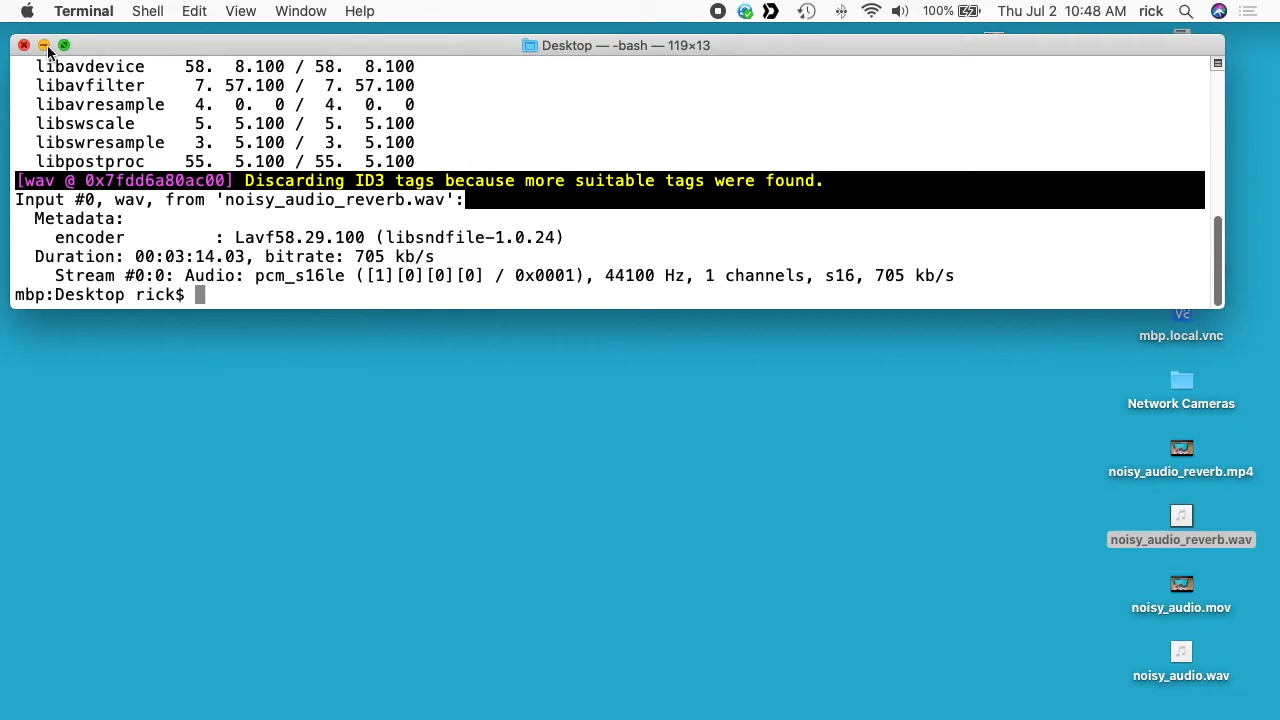 Terminal Shell Edit View Window Help 100% Thu Jul 2 10:48 AM rick
Desktop — -bash — 119×13
libavdevice 58. 8.100 / 58. 8.100
libavfilter 7. 57.100 / 7. 57.100
libavresample 4. 0. 0 / 4. 0. 0
libswscale 5. 5.100 / 5. 5.100
libswresample 3. 5.100 / 3. 5.100
libpostproc 55. 5.100 / 55. 5.100
[wav @ 0x7fdd6a80ac00] Discarding ID3 tags because more suitable tags were found.
Input #0, wav, from 'noisy_audio_reverb.wav':
Metadata:
encoder : Lavf58.29.100 (libsndfile-1.0.24)
Duration: 00:03:14.03, bitrate: 705 kb/s
Stream #0:0: Audio: pcm_s16le ([1][0][0][0] / 0x0001), 44100 Hz, 1 channels, s16, 705 kb/s
mbp:Desktop rick$
mbp.local.vnc
Network Cameras
noisy_audio_reverb.mp4
noisy_audio_reverb.wav
noisy_audio.mov
noisy_audio.wav